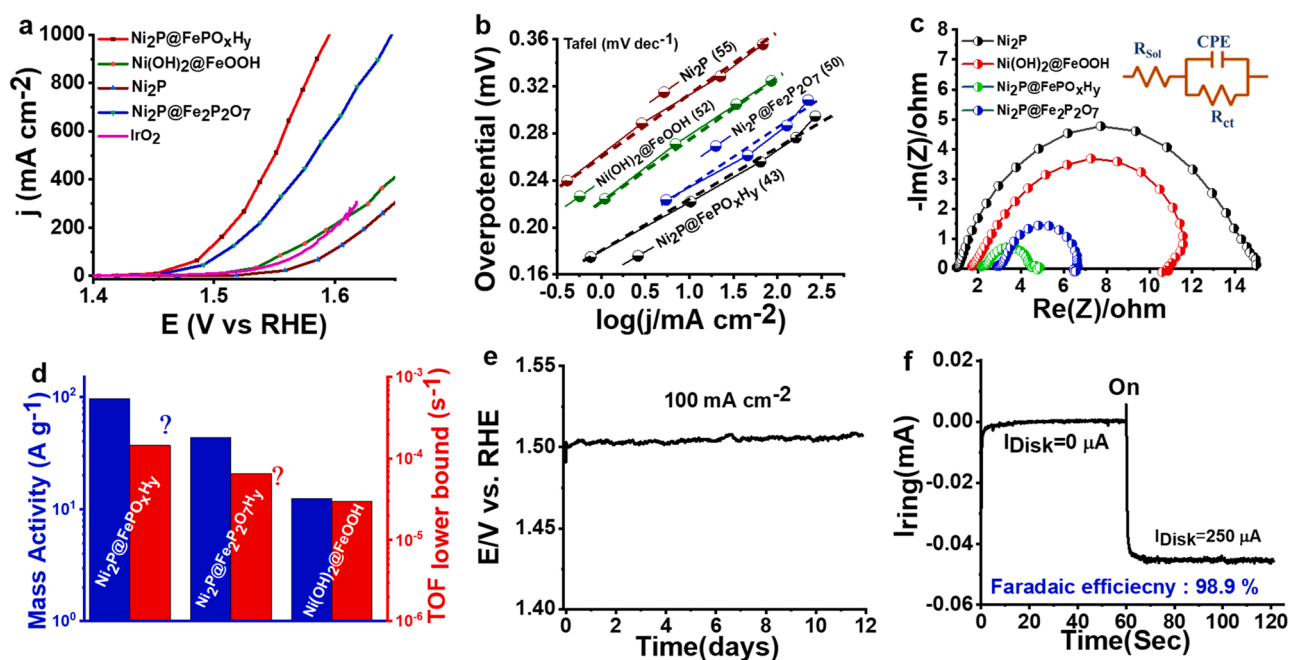 a
1000
800
600
400
200
0
j (mA cm-2)
Ni2P@FePOxHy
Ni(OH)2@FeOOH
Ni2P
Ni2P@Fe2P2O7
IrO2
1.4
1.5
1.6
E (V vs RHE)
b
0.36
0.32
0.28
0.24
0.20
0.16
Overpotential (mV)
Tafel (mV dec-1)
Ni2P (55)
Ni(OH)2@FeOOH (52)
Ni2P@Fe2P2O7 (50)
Ni2P@FePOxHy (43)
-0.5
0.0
0.5
1.0
1.5
2.0
2.5
log(j/mA cm-2)
c
7
6
5
4
3
2
1
0
-Im(Z)/ohm
Ni2P
Ni(OH)2@FeOOH
Ni2P@FePOxHy
Ni2P@Fe2P2O7
RSol
CPE
Rct
2
4
6
8
10
12
14
Re(Z)/ohm
d
10²
10¹
10⁰
Mass Activity (A g-1)
?
?
Ni2P@FePOxHy
Ni2P@Fe2P2O7Hy
Ni(OH)2@FeOOH
10-3
10-4
10-5
10-6
TOF lower bound (s-1)
e
1.55
1.50
1.45
1.40
E/V vs. RHE
100 mA cm-2
0
2
4
6
8
10
12
Time(days)
f
0.02
0.00
-0.02
-0.04
-0.06
Iring(mA)
On
IDisk=0 μA
IDisk=250 μA
Faradaic efficiecny : 98.9 %
0
20
40
60
80
100
120
Time(Sec)